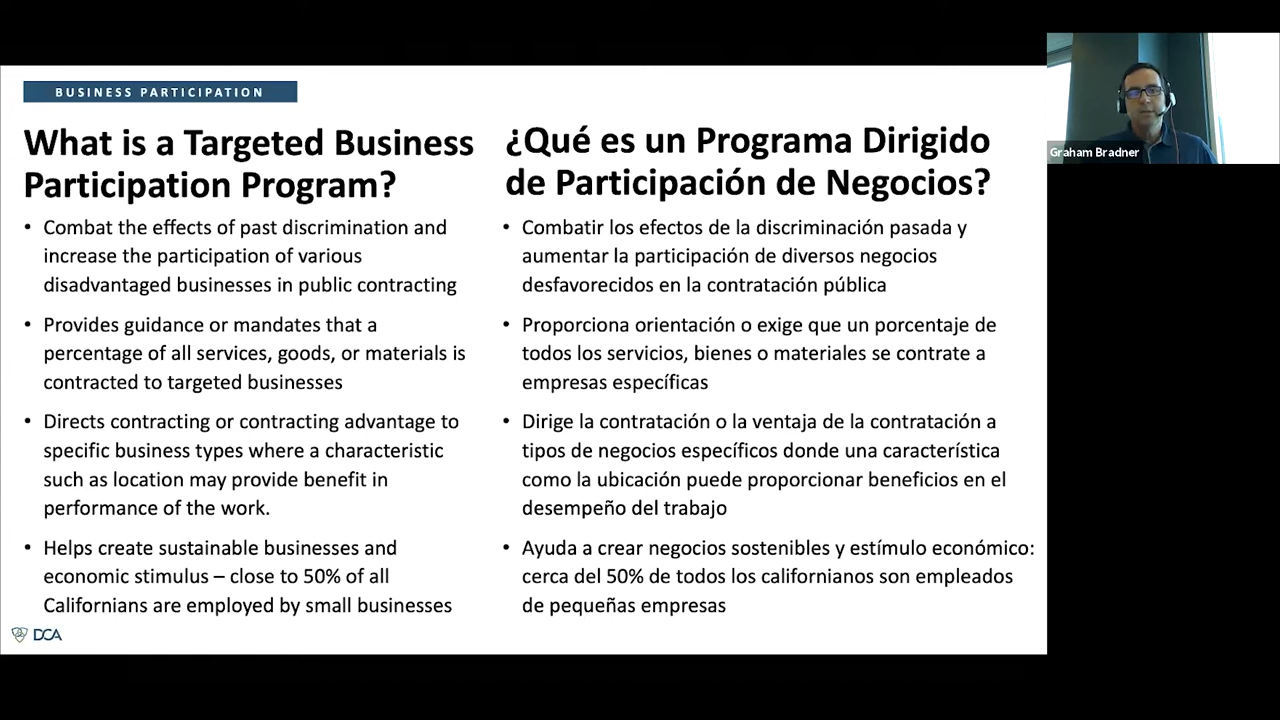 BUSINESS PARTICIPATION
What is a Targeted Business
Participation Program?
• Combat the effects of past discrimination and
increase the participation of various
disadvantaged businesses in public contracting
• Provides guidance or mandates that a
percentage of all services, goods, or materials is
contracted to targeted businesses
• Directs contracting or contracting advantage to
specific business types where a characteristic
such as location may provide benefit in
performance of the work.
• Helps create sustainable businesses and
economic stimulus – close to 50% of all
Californians are employed by small businesses
¿Qué es un Programa Dirigido
de Participación de Negocios?
• Combatir los efectos de la discriminación pasada y
aumentar la participación de diversos negocios
desfavorecidos en la contratación pública
• Proporciona orientación o exige que un porcentaje de
todos los servicios, bienes o materiales se contrate a
empresas específicas
• Dirige la contratación o la ventaja de la contratación a
tipos de negocios específicos donde una característica
como la ubicación puede proporcionar beneficios en el
desempeño del trabajo
• Ayuda a crear negocios sostenibles y estímulo económico:
cerca del 50% de todos los californianos son empleados
de pequeñas empresas
DCA
Graham Bradner